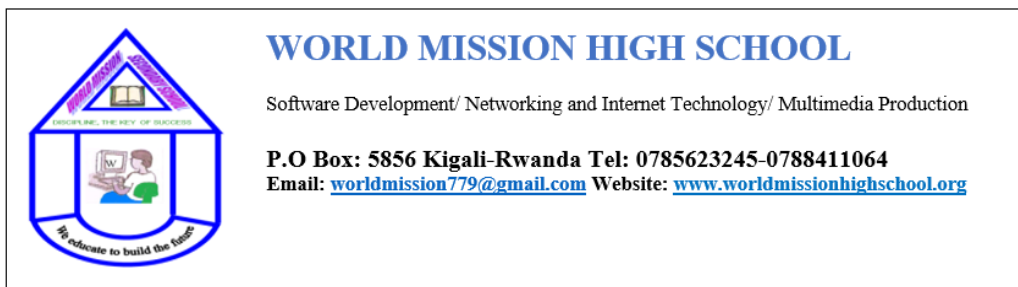 WORLD MISSION HIGH SCHOOL
Software Development/ Networking and Internet Technology/ Multimedia Production
P.O Box: 5856 Kigali-Rwanda Tel: 0785623245-0788411064
Email: worldmission779@gmail.com Website: www.worldmissionhighschool.org
WORLD MISSION
SECONDARY SCHOOL
DISCIPLINE, THE KEY OF SUCCESS
W
We educate to build the future